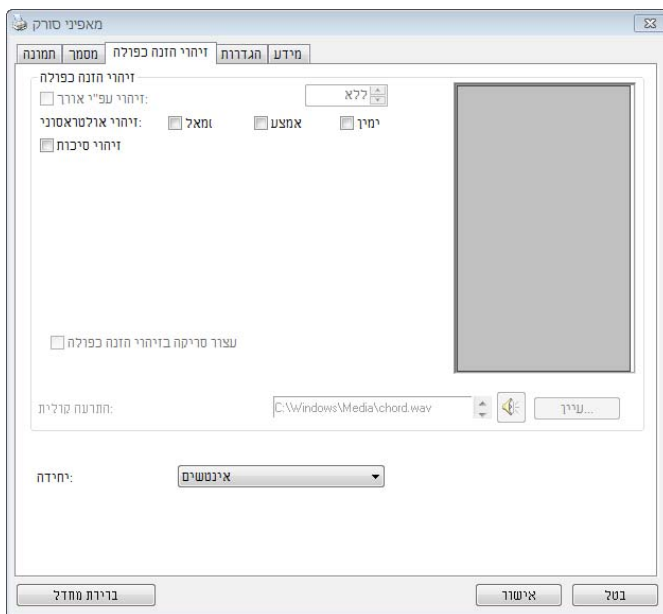 מאפיני סורק
תמונה מסמך זיהוי הזנה כפולה הגדרות מידע
זיהוי הזנה כפולה
זיהוי עפ"י אורך: ללא
זיהוי אולטראסוני: שמאל אמצע ימין
זיהוי סיכות
עצור סריקה בזיהוי הזנה כפולה
התרעה קולית: C:\Windows\Media\chord.wav עיין...
יחידה: אינטשים
ברירת מחדל אישור בטל